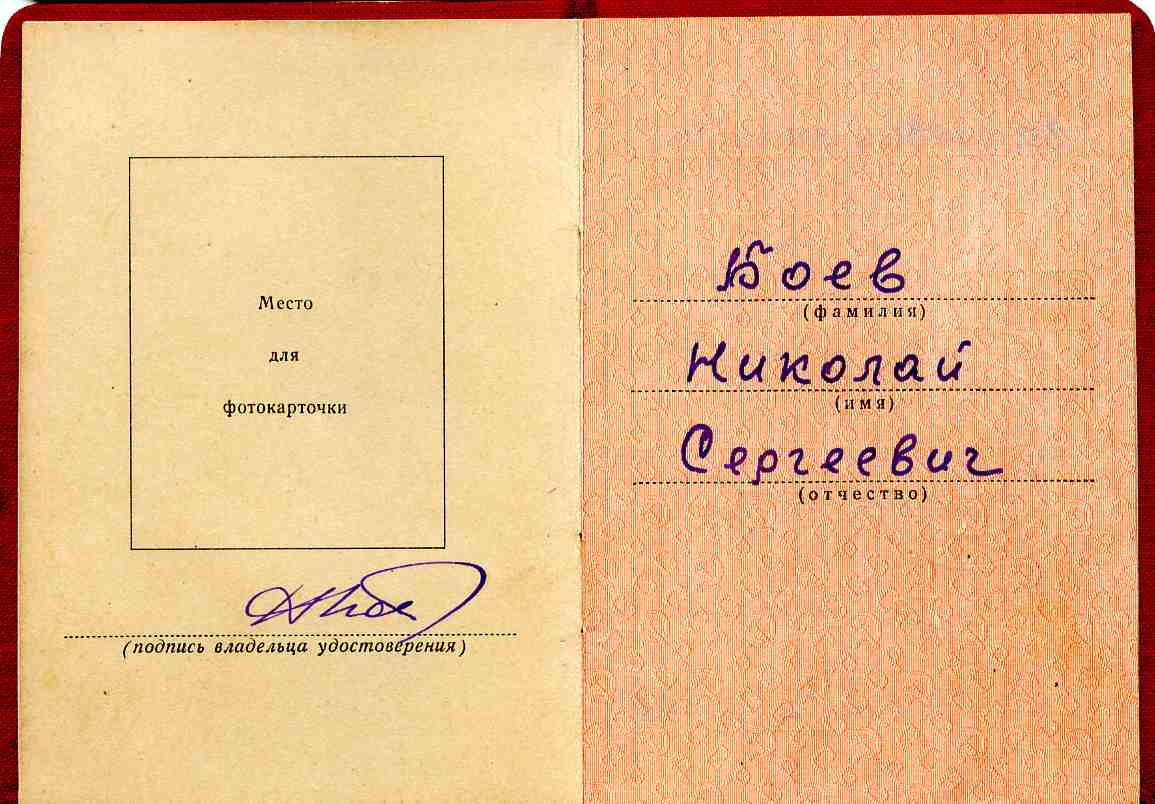 Место
для
фотокарточки
(подпись владельца удостоверения)
Боев
(фамилия)
Николай
(имя)
Сергеевич
(отчество)